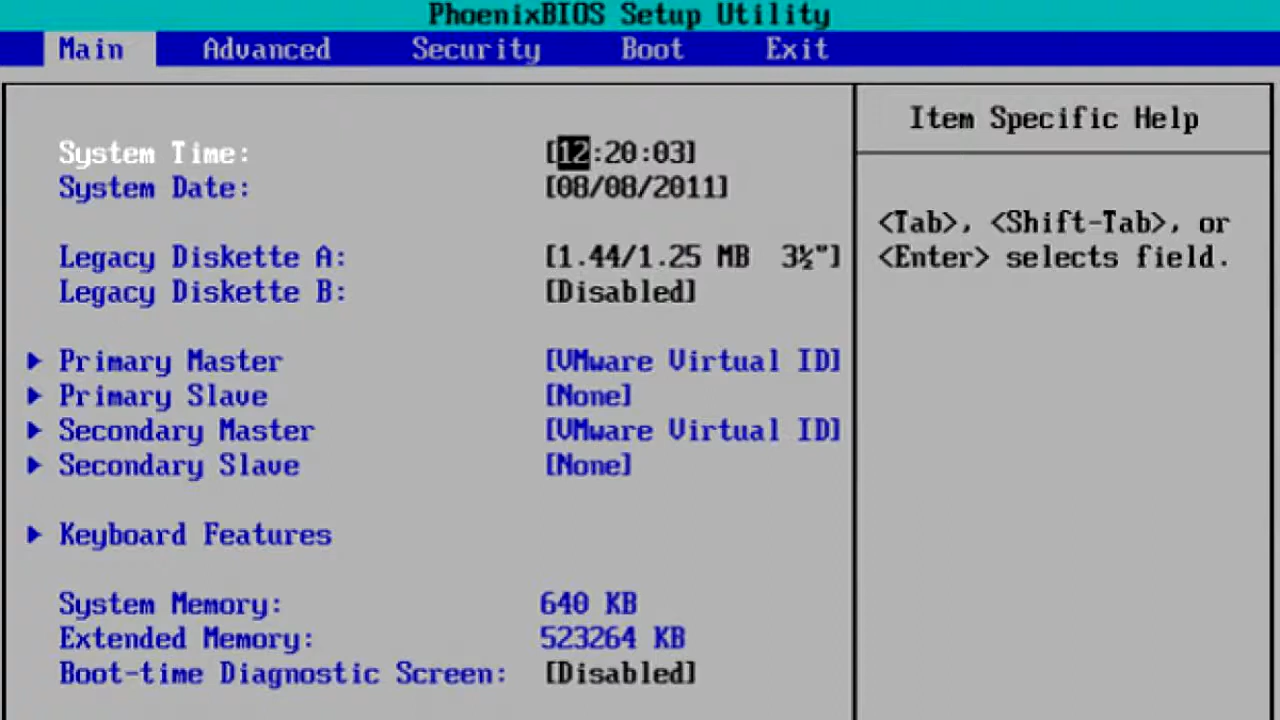 PhoenixBIOS Setup Utility
Main Advanced Security Boot Exit
System Time: [12:20:03]
System Date: [08/08/2011]
Legacy Diskette A: [1.44/1.25 MB 3½"]
Legacy Diskette B: [Disabled]
Primary Master [VMware Virtual ID]
Primary Slave [None]
Secondary Master [VMware Virtual ID]
Secondary Slave [None]
Keyboard Features
System Memory: 640 KB
Extended Memory: 523264 KB
Boot-time Diagnostic Screen: [Disabled]
Item Specific Help
<Tab>, <Shift-Tab>, or
<Enter> selects field.